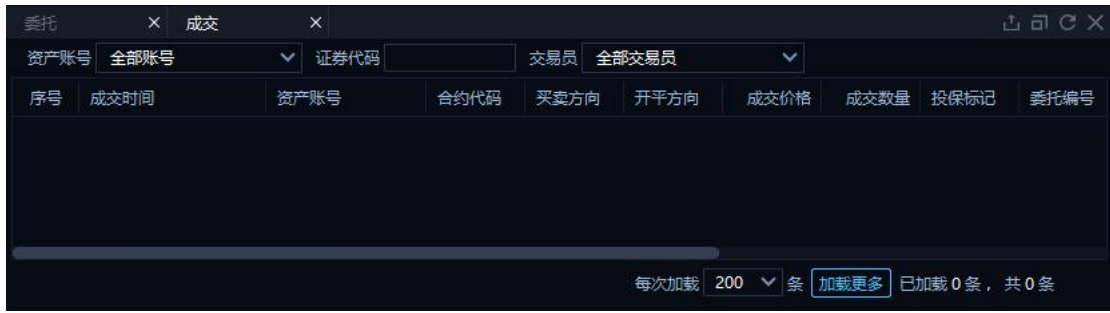 委托 成交
资产账号 全部账号 证券代码 交易员 全部交易员
序号 成交时间 资产账号 合约代码 买卖方向 开平方向 成交价格 成交数量 投保标记 委托编号
每次加载 200 条 加载更多 已加载 0 条， 共 0 条